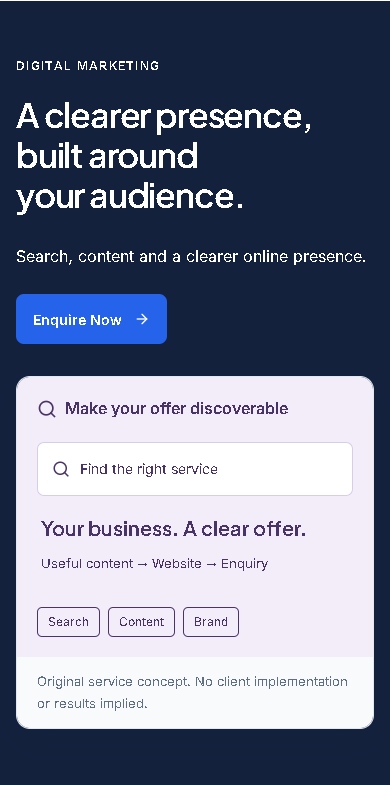 DIGITAL MARKETING
A clearer presence,
built around
your audience.
Search, content and a clearer online presence.
Enquire Now →
Make your offer discoverable
Find the right service
Your business. A clear offer.
Useful content → Website → Enquiry
Search
Content
Brand
Original service concept. No client implementation
or results implied.